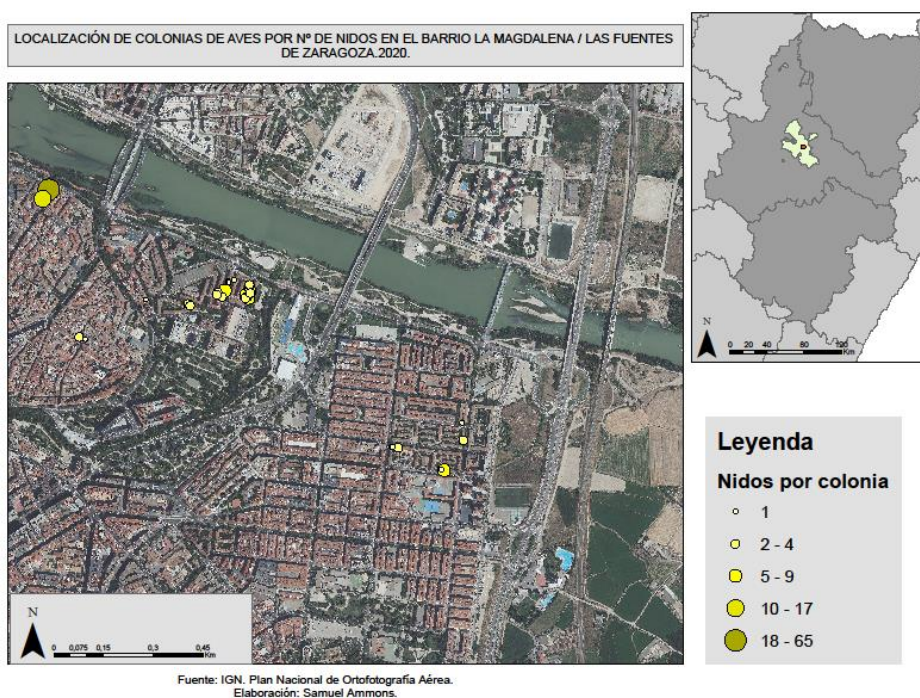 LOCALIZACIÓN DE COLONIAS DE AVES POR Nº DE NIDOS EN EL BARRIO LA MAGDALENA / LAS FUENTES
DE ZARAGOZA.2020.
N
0 20 40 80 120
Km
Leyenda
Nidos por colonia
1
2 - 4
5 - 9
10 - 17
18 - 65
N
0 0,075 0,15 0,3 0,45
Km
Fuente: IGN. Plan Nacional de Ortofotografía Aérea.
Elaboración: Samuel Ammons.